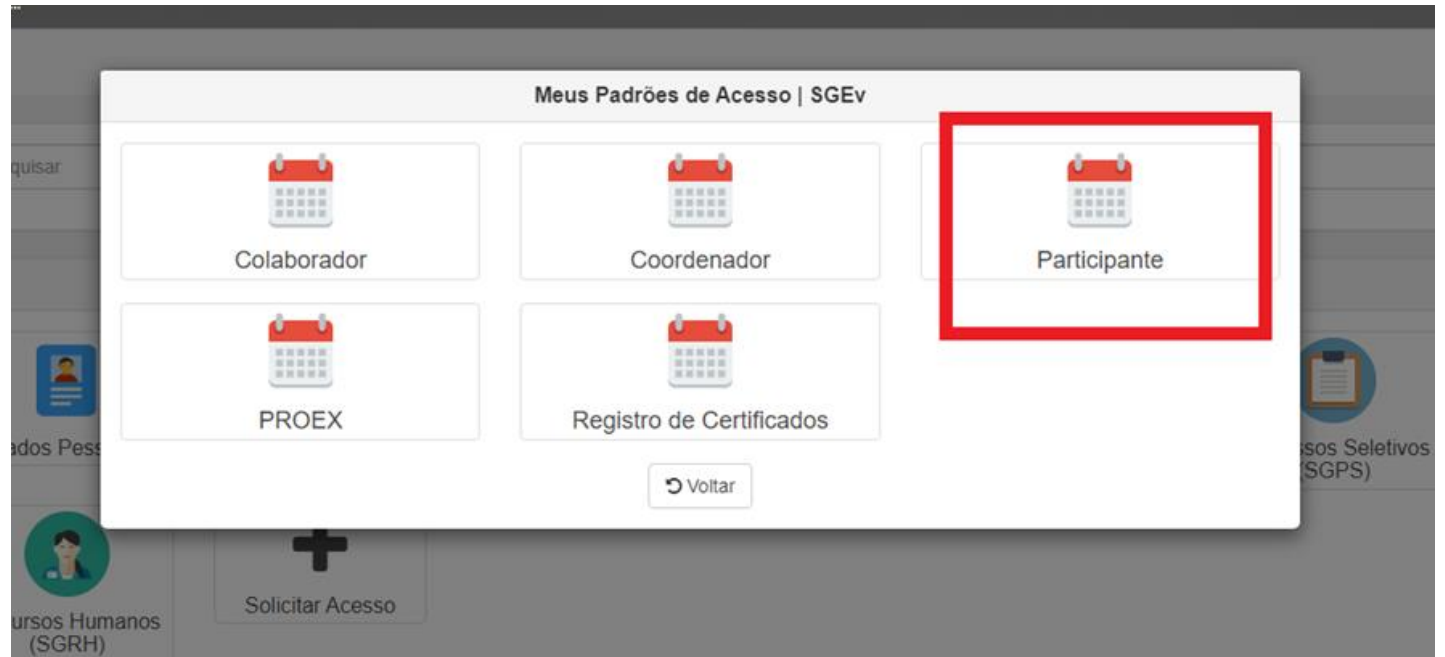 ...
Meus Padrões de Acesso | SGEv
quisar
Colaborador
Coordenador
Participante
PROEX
Registro de Certificados
Voltar
ados Pess
ssos Seletivos
(SGPS)
Solicitar Acesso
ursos Humanos
(SGRH)